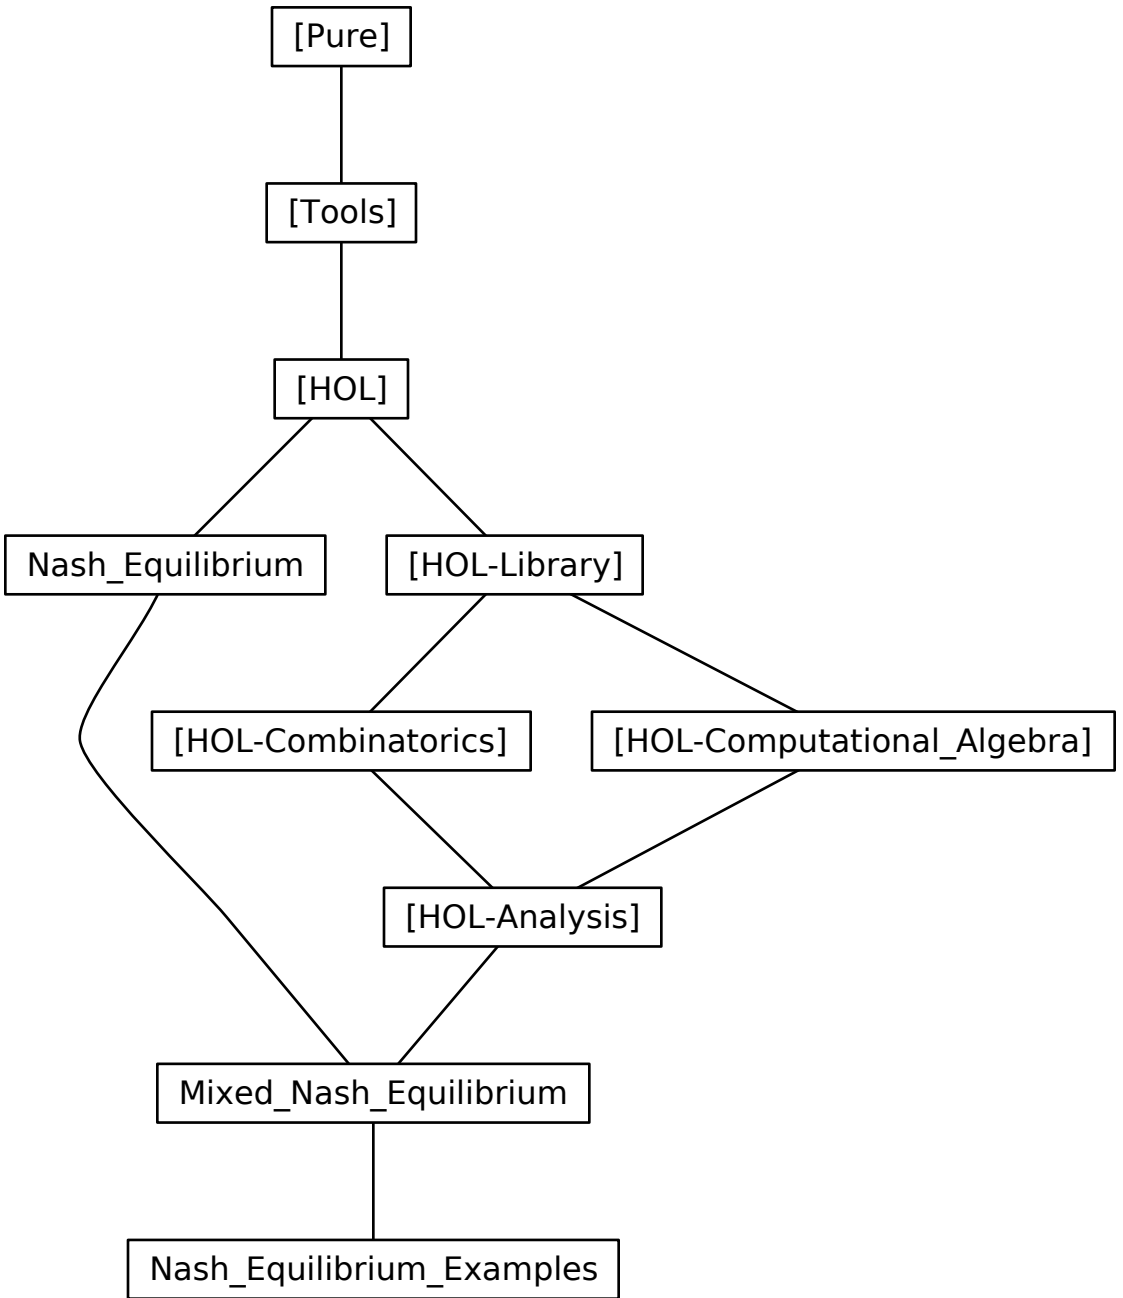 [Pure]
[Tools]
[HOL]
Nash_Equilibrium
[HOL-Library]
[HOL-Combinatorics]
[HOL-Computational_Algebra]
[HOL-Analysis]
Mixed_Nash_Equilibrium
Nash_Equilibrium_Examples